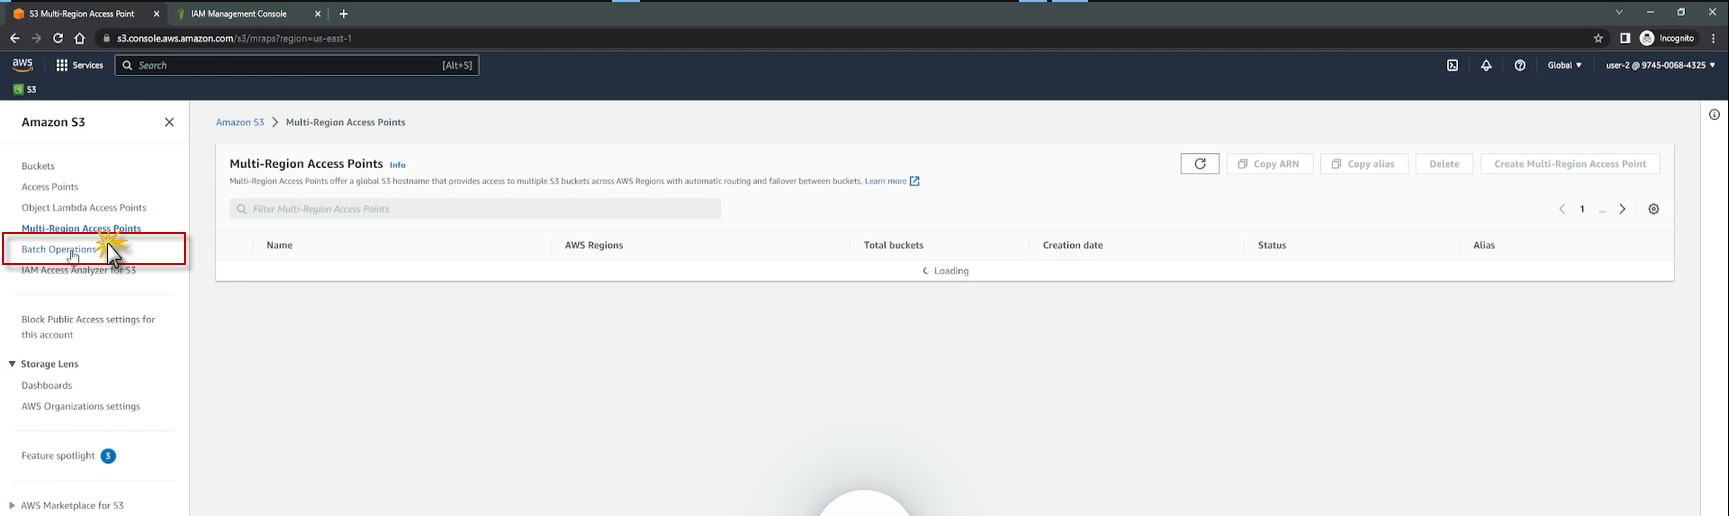 S3 Multi-Region Access Point
IAM Management Console
s3.console.aws.amazon.com/s3/mraps?region=us-east-1
Incognito
aws
Services
Search
[Alt+S]
Global
user-2 @ 9745-0068-4325
S3
Amazon S3
Buckets
Access Points
Object Lambda Access Points
Multi-Region Access Points
Batch Operations
IAM Access Analyzer for S3
Block Public Access settings for
this account
Storage Lens
Dashboards
AWS Organizations settings
Feature spotlight 3
AWS Marketplace for S3
Amazon S3 > Multi-Region Access Points
Multi-Region Access Points Info
Multi-Region Access Points offer a global S3 hostname that provides access to multiple S3 buckets across AWS Regions with automatic routing and failover between buckets. Learn more
Copy ARN
Copy alias
Delete
Create Multi-Region Access Point
Filter Multi-Region Access Points
1 ...
Name
AWS Regions
Total buckets
Creation date
Status
Alias
Loading